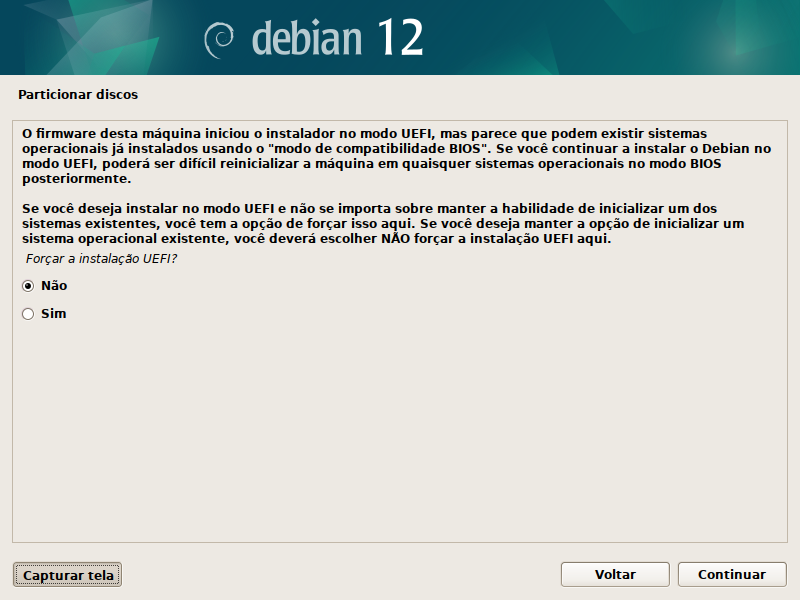 debian 12
Particionar discos
O firmware desta máquina iniciou o instalador no modo UEFI, mas parece que podem existir sistemas
operacionais já instalados usando o "modo de compatibilidade BIOS". Se você continuar a instalar o Debian no
modo UEFI, poderá ser difícil reinicializar a máquina em quaisquer sistemas operacionais no modo BIOS
posteriormente.
Se você deseja instalar no modo UEFI e não se importa sobre manter a habilidade de inicializar um dos
sistemas existentes, você tem a opção de forçar isso aqui. Se você deseja manter a opção de inicializar um
sistema operacional existente, você deverá escolher NÃO forçar a instalação UEFI aqui.
Forçar a instalação UEFI?
Não
Sim
Capturar tela
Voltar
Continuar